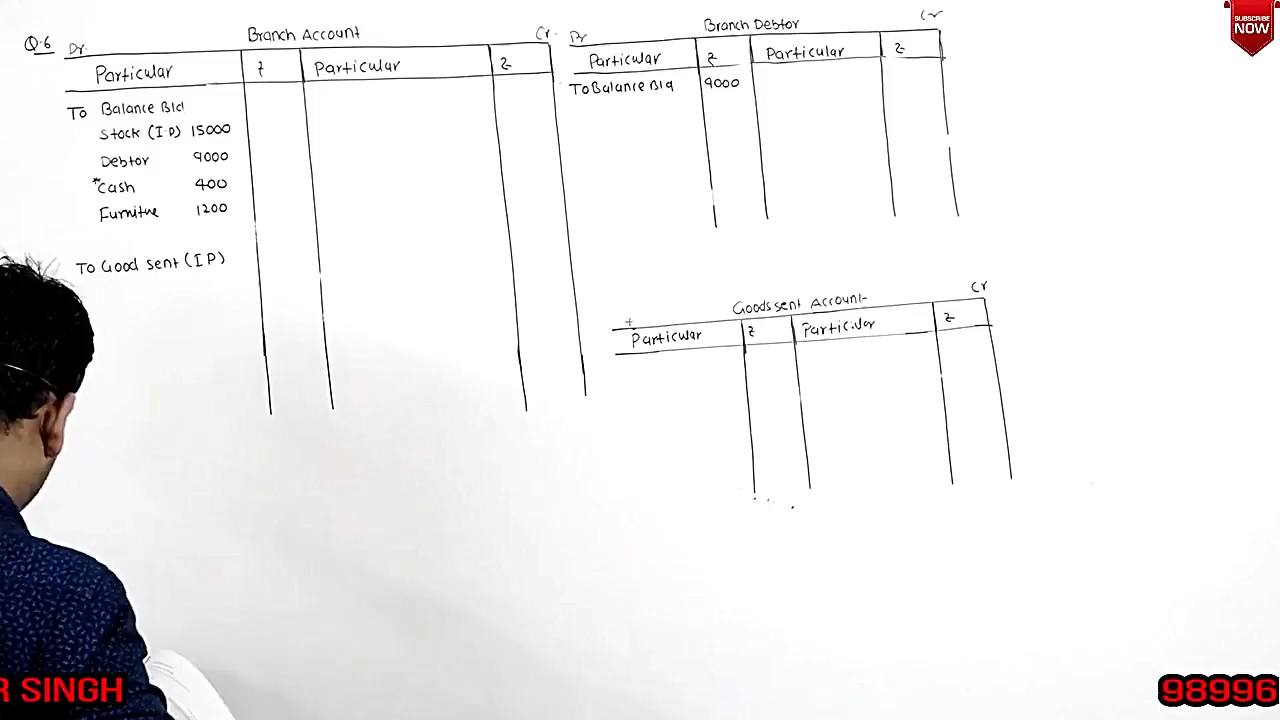 Q.6
Branch Account
Dr. Cr.
Particular ₹ Particular ₹
To Balance B/d
Stock (I.P) 15000
Debtor 9000
*Cash 400
Furnitue 1200
To Good sent (I P)
Branch Debtor
Dr Cr
Particular ₹ Particular ₹
To Balance B/d 9000
Goods sent Account
Cr
Particular ₹ Particular ₹
SUBSCRIBE
NOW
R SINGH
98996